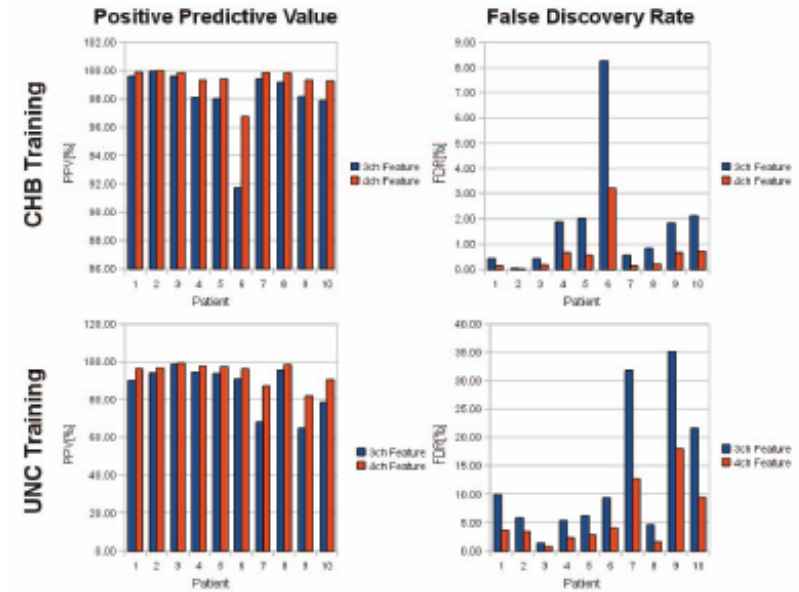 Positive Predictive Value
False Discovery Rate
CHB Training
102.00
100.00
98.00
96.00
94.00
92.00
90.00
88.00
86.00
PPV[%]
1 2 3 4 5 6 7 8 9 10
Patient
3ch Feature
4ch Feature
9.00
8.00
7.00
6.00
5.00
4.00
3.00
2.00
1.00
0.00
FDR[%]
1 2 3 4 5 6 7 8 9 10
Patient
3ch Feature
4ch Feature
UNC Training
120.00
100.00
80.00
60.00
40.00
20.00
0.00
PPV[%]
1 2 3 4 5 6 7 8 9 10
Patient
3ch Feature
4ch Feature
40.00
35.00
30.00
25.00
20.00
15.00
10.00
5.00
0.00
FDR[%]
1 2 3 4 5 6 7 8 9 10
Patient
3ch Feature
4ch Feature